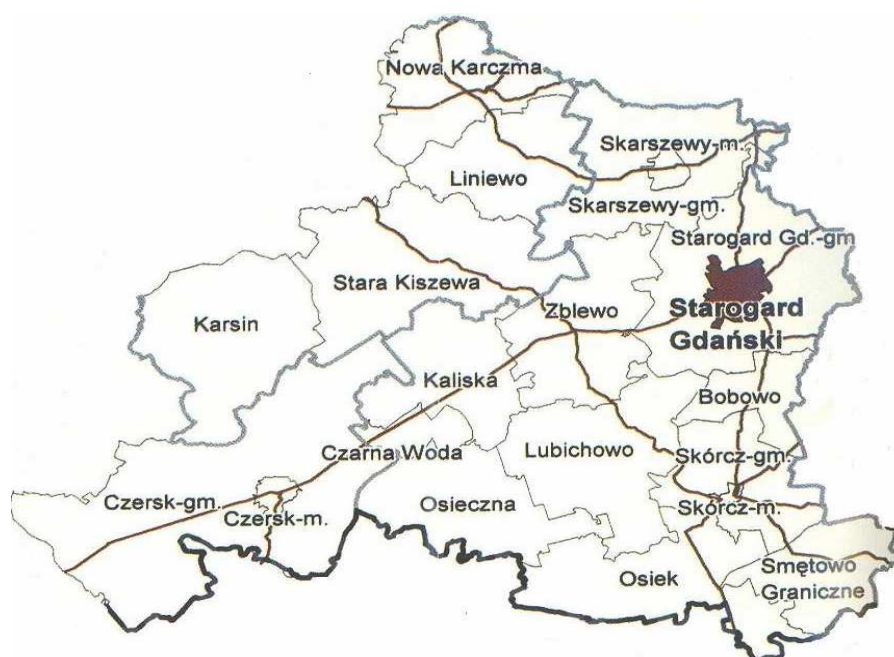 Nowa Karczma
Skarszewy-m.
Liniewo
Skarszewy-gm.
Starogard Gd.-gm
Stara Kiszewa
Zblewo
Starogard
Gdański
Karsin
Kaliska
Bobowo
Czarna Woda
Lubichowo
Skórcz-gm.
Czersk-gm.
Osieczna
Czersk-m.
Skórcz-m.
Osiek
Smętowo
Graniczne